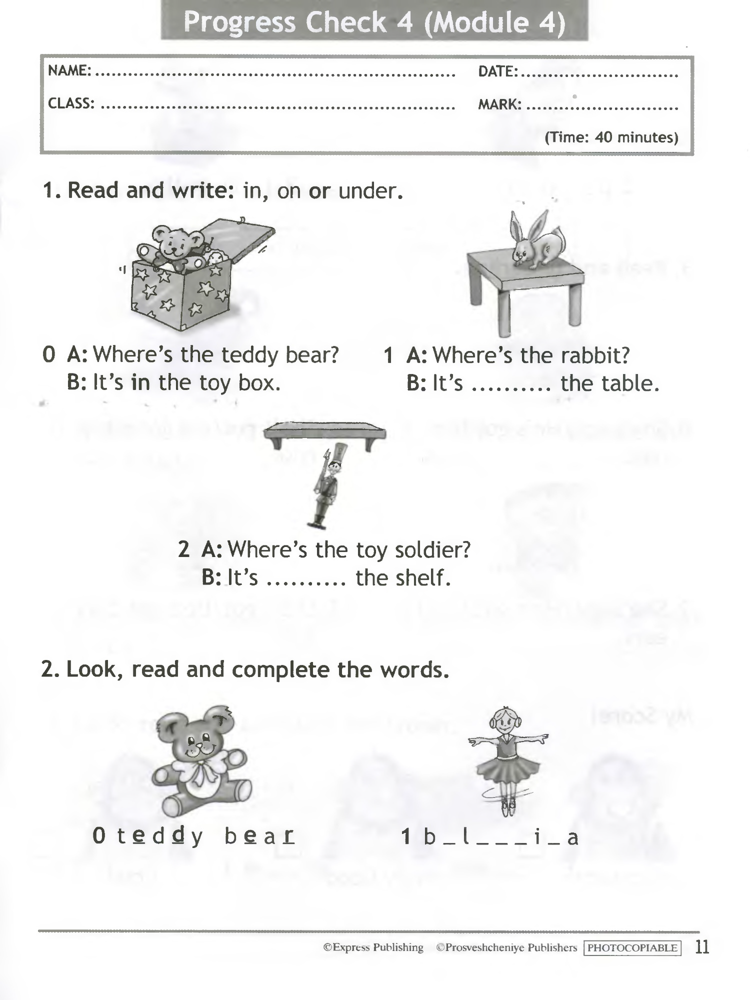 Progress Check 4 (Module 4)
NAME: ..............................................................
DATE: ............................
CLASS: .............................................................
MARK: ...........................
(Time: 40 minutes)
1. Read and write: in, on or under.
0 A: Where's the teddy bear?
B: It's in the toy box.
1 A: Where's the rabbit?
B: It's .......... the table.
2 A: Where's the toy soldier?
B: It's .......... the shelf.
2. Look, read and complete the words.
0 t e d d y b e a r
1 b _ l _ _ _ i _ a
©Express Publishing ©Prosveshcheniye Publishers PHOTOCOPIABLE 11